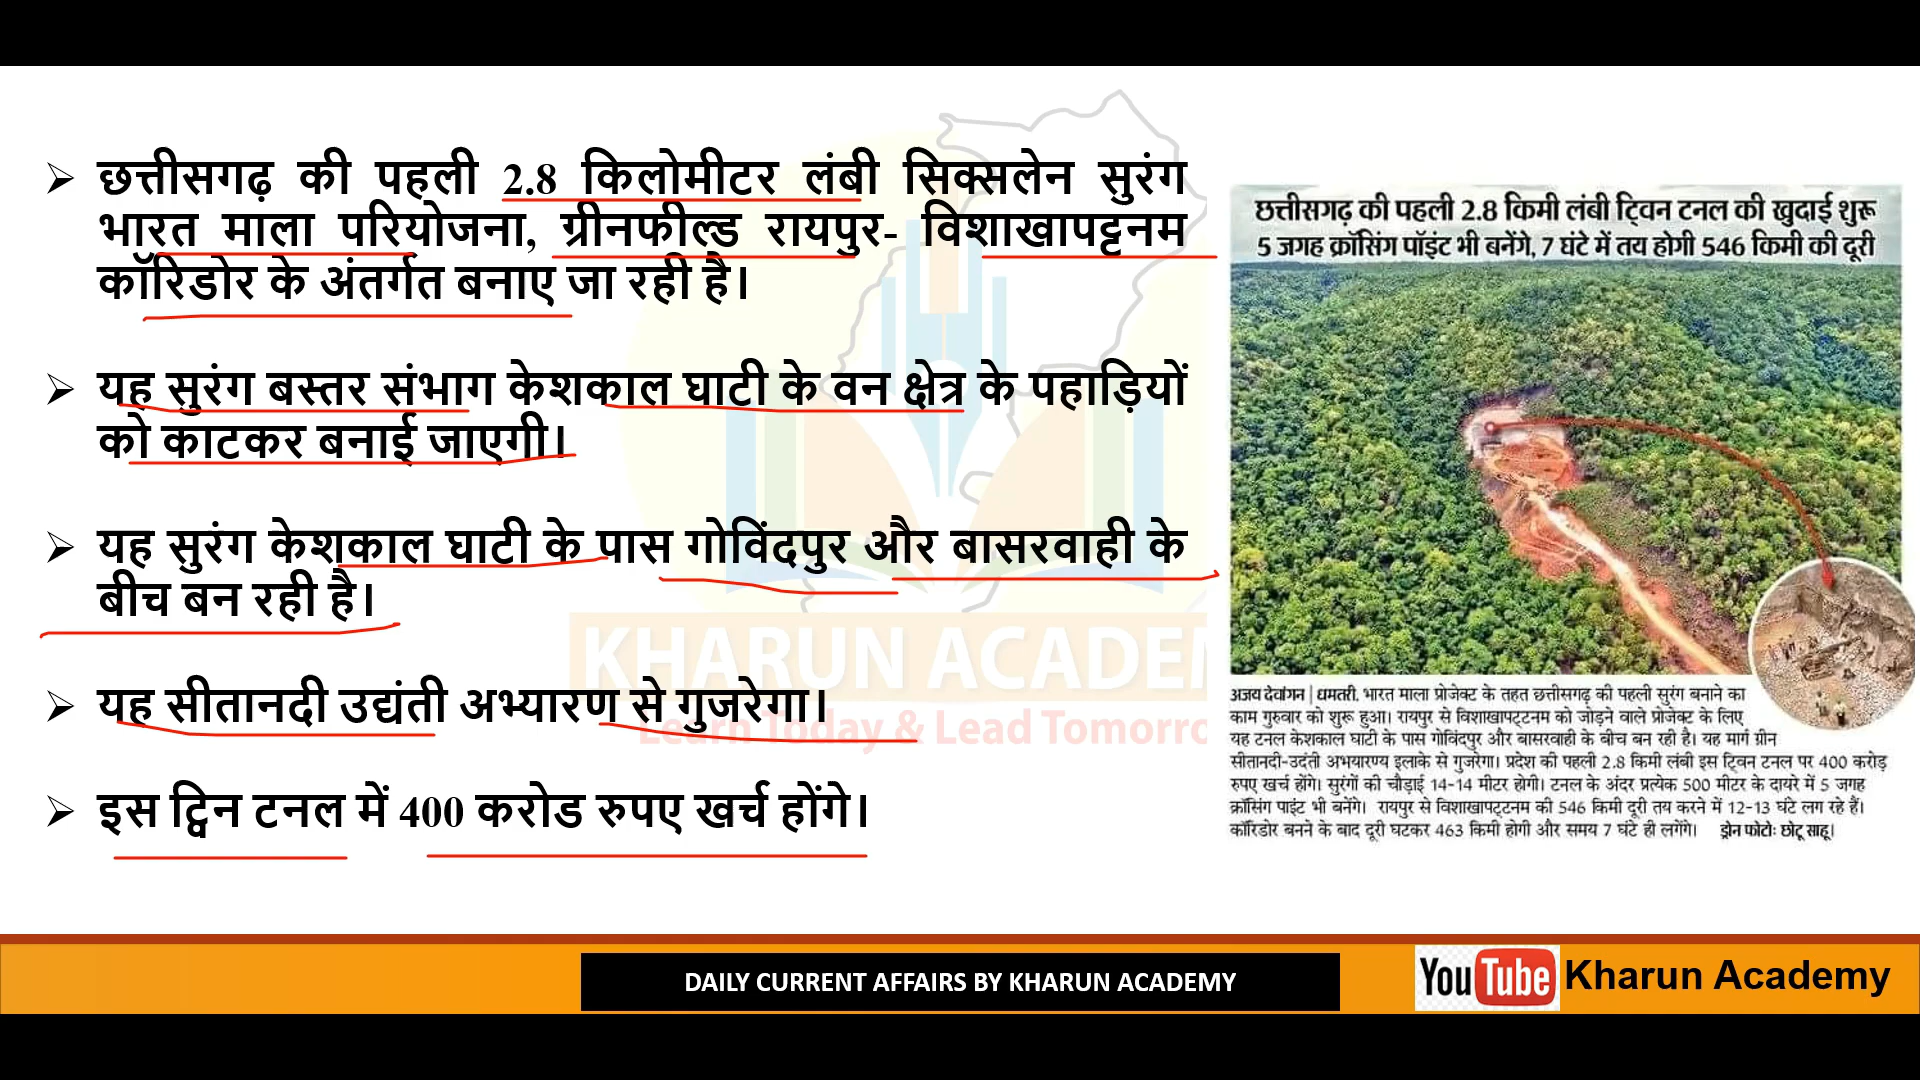 छत्तीसगढ़ की पहली 2.8 किलोमीटर लंबी सिक्सलेन सुरंग
भारत माला परियोजना, ग्रीनफील्ड रायपुर- विशाखापट्टनम
कॉरिडोर के अंतर्गत बनाए जा रही है।
यह सुरंग बस्तर संभाग केशकाल घाटी के वन क्षेत्र के पहाड़ियों
को काटकर बनाई जाएगी।
यह सुरंग केशकाल घाटी के पास गोविंदपुर और बासरवाही के
बीच बन रही है।
यह सीतानदी उद्यंती अभ्यारण से गुजरेगा।
इस ट्विन टनल में 400 करोड रुपए खर्च होंगे।
KHARUN ACADEM
Learn Today & Lead Tomorro
छत्तीसगढ़ की पहली 2.8 किमी लंबी ट्विन टनल की खुदाई शुरू
5 जगह क्रॉसिंग पॉइंट भी बनेंगे, 7 घंटे में तय होगी 546 किमी की दूरी
अजय देवांगन | धमतरी. भारत माला प्रोजेक्ट के तहत छत्तीसगढ़ की पहली सुरंग बनाने का
काम गुरुवार को शुरू हुआ। रायपुर से विशाखापट्टनम को जोड़ने वाले प्रोजेक्ट के लिए
यह टनल केशकाल घाटी के पास गोविंदपुर और बासरवाही के बीच बन रही है। यह मार्ग ग्रीन
सीतानदी-उदंती अभयारण्य इलाके से गुजरेगा। प्रदेश की पहली 2.8 किमी लंबी इस ट्विन टनल पर 400 करोड़
रुपए खर्च होंगे। सुरंगों की चौड़ाई 14-14 मीटर होगी। टनल के अंदर प्रत्येक 500 मीटर के दायरे में 5 जगह
क्रॉसिंग पाइंट भी बनेंगे। रायपुर से विशाखापट्टनम की 546 किमी दूरी तय करने में 12-13 घंटे लग रहे हैं।
कॉरिडोर बनने के बाद दूरी घटकर 463 किमी होगी और समय 7 घंटे ही लगेंगे। ड्रोन फोटोः छोटू साहू।
DAILY CURRENT AFFAIRS BY KHARUN ACADEMY
YouTube Kharun Academy